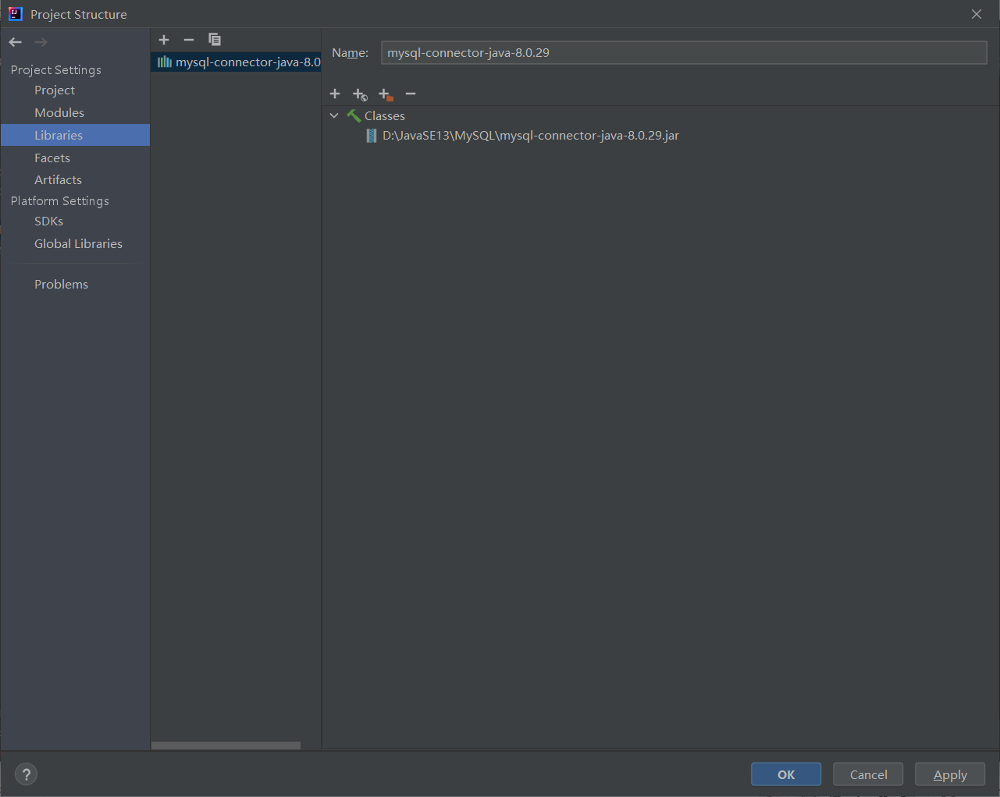 Project Structure
Project Settings
Project
Modules
Libraries
Facets
Artifacts
Platform Settings
SDKs
Global Libraries
Problems
mysql-connector-java-8.0
Name: mysql-connector-java-8.0.29
Classes
D:\JavaSE13\MySQL\mysql-connector-java-8.0.29.jar
?
OK Cancel Apply